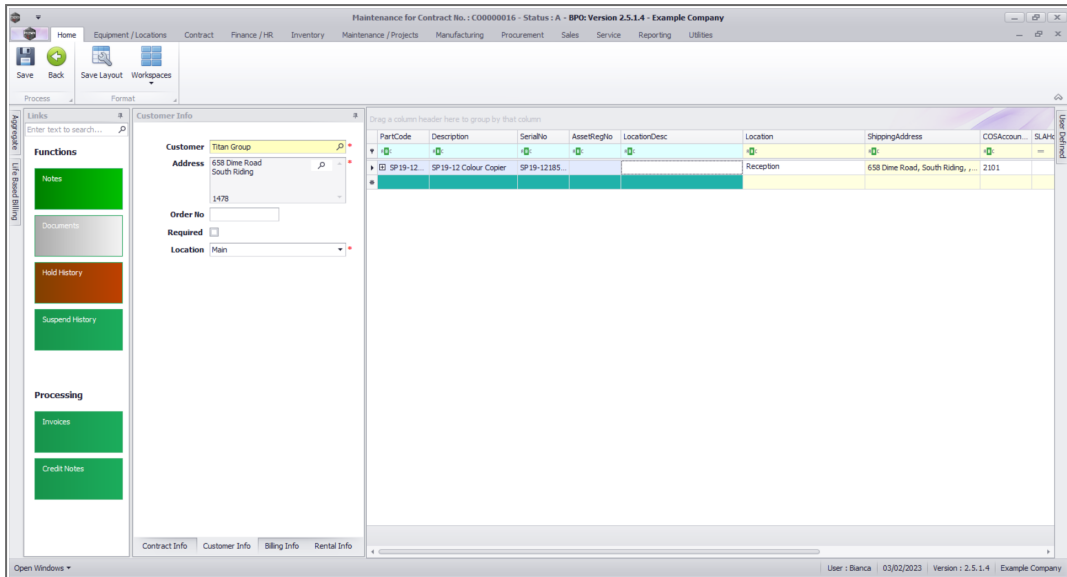 Maintenance for Contract No. : CO0000016 - Status : A - BPO: Version 2.5.1.4 - Example Company
Home Equipment / Locations Contract Finance / HR Inventory Maintenance / Projects Manufacturing Procurement Sales Service Reporting Utilities
Save Back Save Layout Workspaces
Process Format
Aggregate
Life Based Billing
Links
Enter text to search...
Functions
Notes
Documents
Hold History
Suspend History
Processing
Invoices
Credit Notes
Customer Info
Customer Titan Group *
Address 658 Dime Road *
South Riding
1478
Order No
Required
Location Main *
Contract Info Customer Info Billing Info Rental Info
Drag a column header here to group by that column
PartCode Description SerialNo AssetRegNo LocationDesc Location ShippingAddress COSAccoun... SLAHo
SP19-12... SP19-12 Colour Copier SP19-12185... Reception 658 Dime Road, South Riding, ,... 2101
User Defined
Open Windows User : Bianca 03/02/2023 Version : 2.5.1.4 Example Company